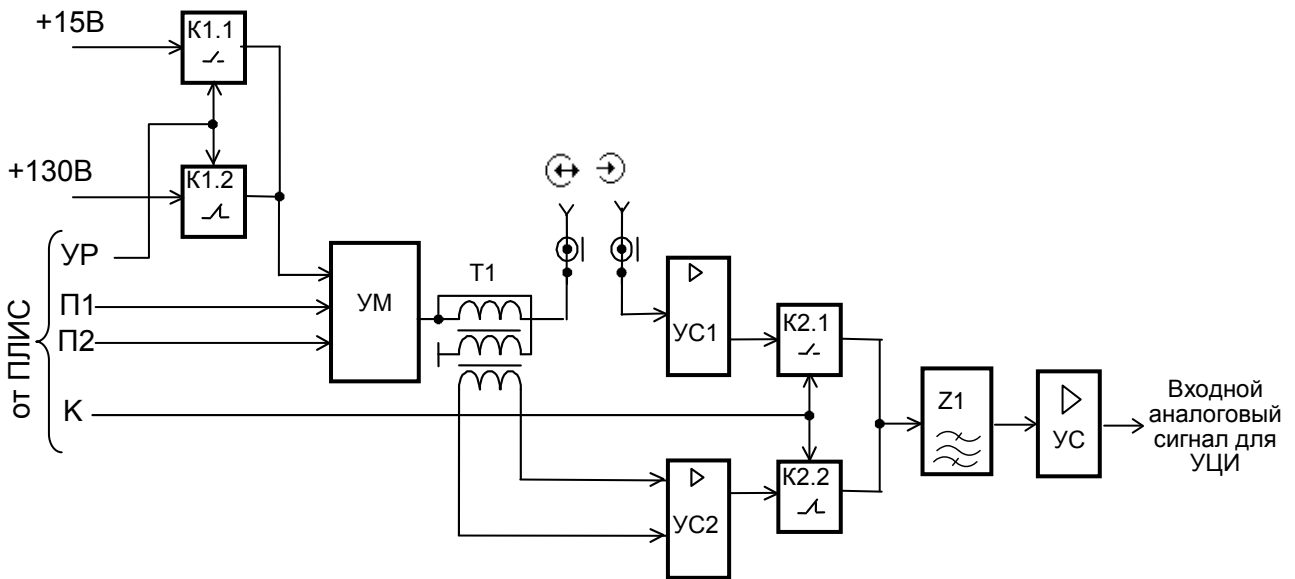 +15В
К1.1
+130В
К1.2
от ПЛИС
УР
П1
П2
К
УМ
Т1
УС1
К2.1
УС2
К2.2
Z1
УС
Входной
аналоговый
сигнал для
УЦИ